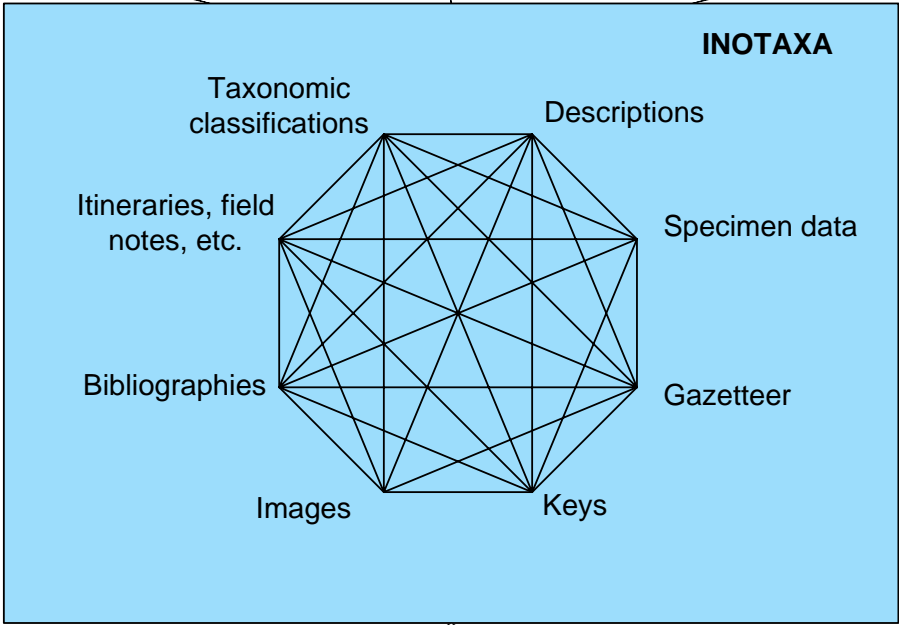 INOTAXA
Taxonomic
classifications
Descriptions
Itineraries, field
notes, etc.
Specimen data
Bibliographies
Gazetteer
Images
Keys